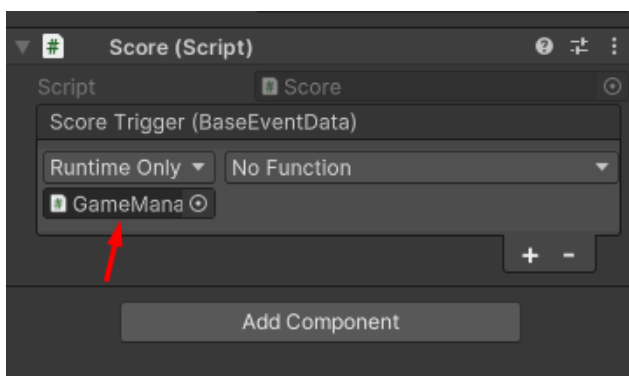 # Score (Script)
Script Score
Score Trigger (BaseEventData)
Runtime Only No Function
GameMana
+ -
Add Component